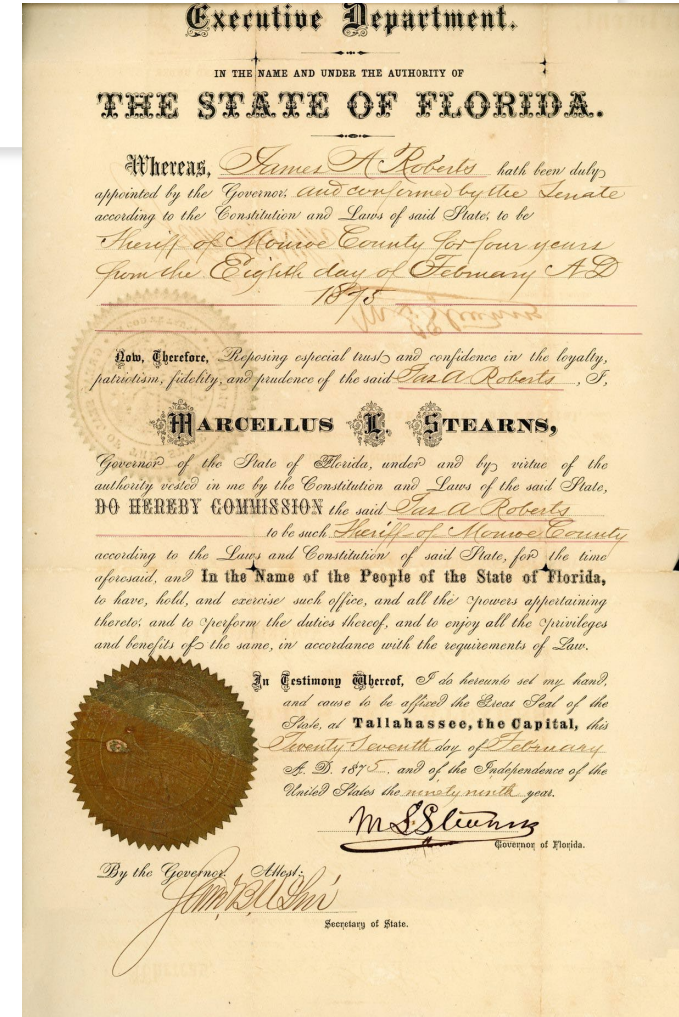 Executive Department.
IN THE NAME AND UNDER THE AUTHORITY OF
THE STATE OF FLORIDA.
Whereas, James A Roberts hath been duly
appointed by the Governor, and confirmed by the Senate
according to the Constitution and Laws of said State, to be
Sheriff of Monroe County for four years
from the Eighth day of February A D
1875
Now, Therefore, Reposing especial trust and confidence in the loyalty,
patriotism, fidelity, and prudence of the said Jas A Roberts, I,
MARCELLUS L. STEARNS,
Governor of the State of Florida, under and by virtue of the
authority vested in me by the Constitution and Laws of the said State,
DO HEREBY COMMISSION the said Jas A Roberts
to be such Sheriff of Monroe County
according to the Laws and Constitution of said State, for the time
aforesaid, and In the Name of the People of the State of Florida,
to have, hold, and exercise such office, and all the powers appertaining
thereto, and to perform the duties thereof, and to enjoy all the privileges
and benefits of the same, in accordance with the requirements of Law.
In Testimony Whereof, I do hereunto set my hand,
and cause to be affixed the Great Seal of the
State, at Tallahassee, the Capital, this
Twenty Seventh day of February
A. D. 1875, and of the Independence of the
United States the ninety ninth year.
M L Stearns
Governor of Florida.
By the Governor. Attest:
Secretary of State.